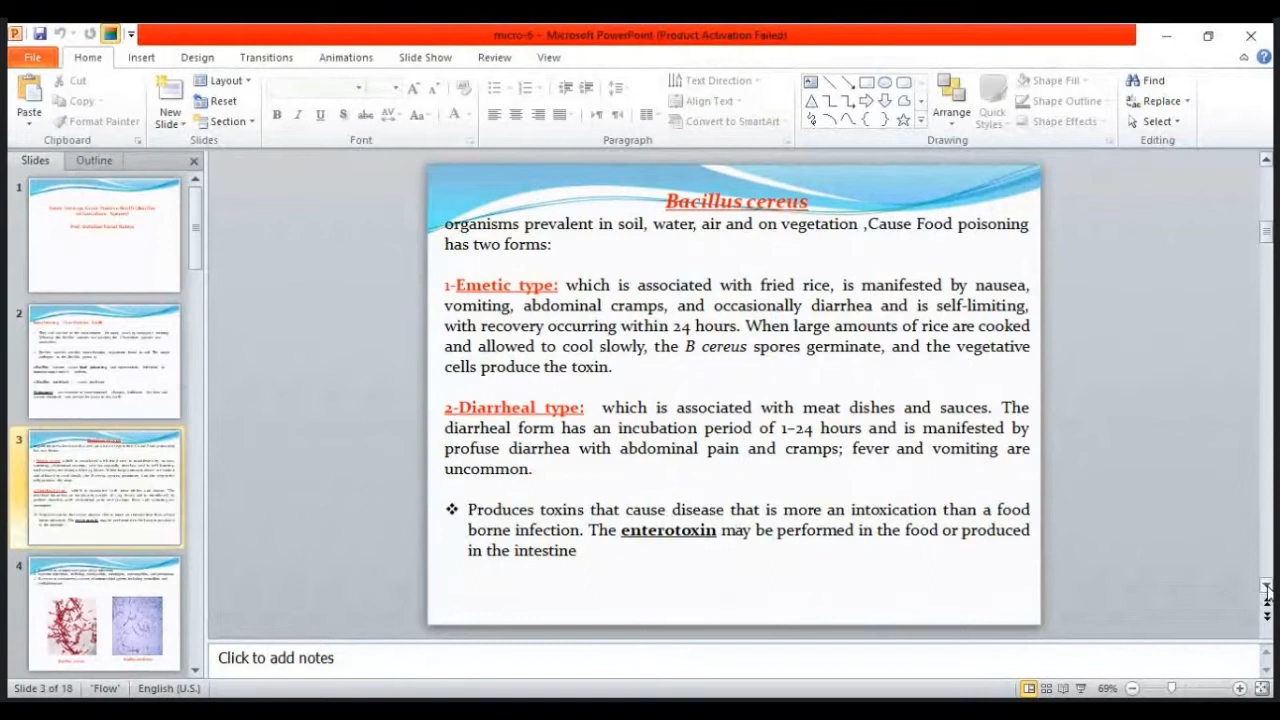 micro-6 - Microsoft PowerPoint (Product Activation Failed)
File Home Insert Design Transitions Animations Slide Show Review View
Paste
Cut
Copy
Format Painter
Clipboard
New Slide
Layout
Reset
Section
Slides
Font
Text Direction
Align Text
Convert to SmartArt
Paragraph
Arrange
Quick Styles
Shape Fill
Shape Outline
Shape Effects
Drawing
Find
Replace
Select
Editing
Slides Outline
1
2
3
4
Bacillus cereus
organisms prevalent in soil, water, air and on vegetation ,Cause Food poisoning
has two forms:
1-Emetic type: which is associated with fried rice, is manifested by nausea,
vomiting, abdominal cramps, and occasionally diarrhea and is self-limiting,
with recovery occurring within 24 hours. When large amounts of rice are cooked
and allowed to cool slowly, the B cereus spores germinate, and the vegetative
cells produce the toxin.
2-Diarrheal type: which is associated with meat dishes and sauces. The
diarrheal form has an incubation period of 1–24 hours and is manifested by
profuse diarrhea with abdominal pain and cramps; fever and vomiting are
uncommon.
❖ Produces toxins that cause disease that is more an intoxication than a food
borne infection. The enterotoxin may be performed in the food or produced
in the intestine
Click to add notes
Slide 3 of 18 'Flow' English (U.S.) 69%